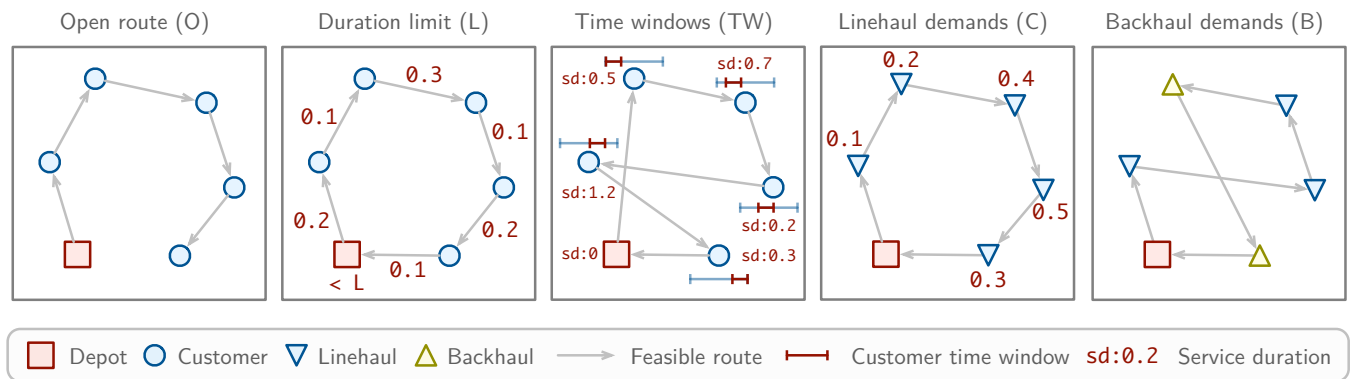 Open route (O)
Duration limit (L)
Time windows (TW)
Linehaul demands (C)
Backhaul demands (B)
0.3
0.1
0.1
0.2
0.2
0.1
< L
sd:0.5
sd:0.7
sd:1.2
sd:0.2
sd:0
sd:0.3
0.2
0.4
0.1
0.5
0.3
Depot Customer Linehaul Backhaul Feasible route Customer time window sd:0.2 Service duration